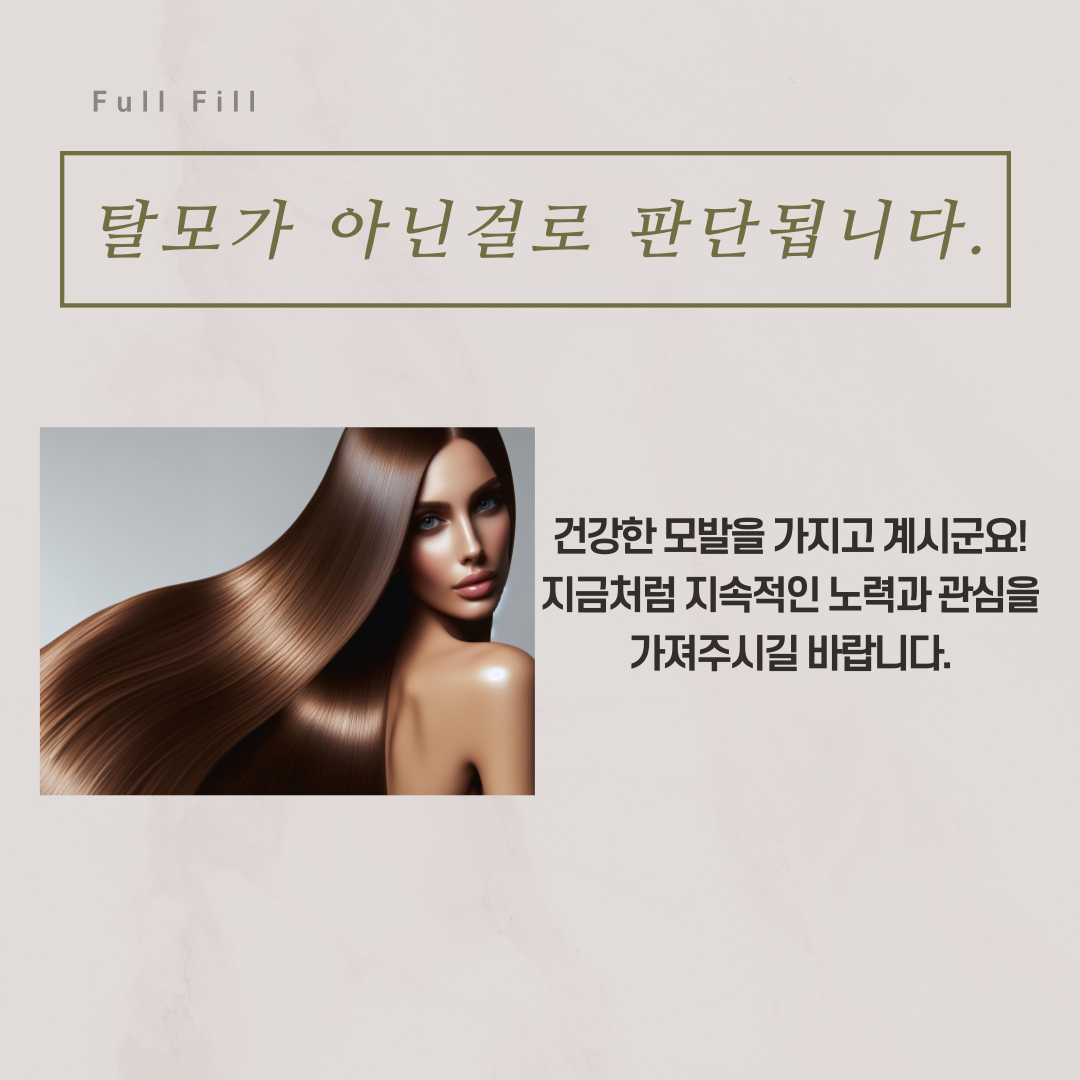 Full Fill
탈모가 아닌걸로 판단됩니다.
건강한 모발을 가지고 계시군요!
지금처럼 지속적인 노력과 관심을
가져주시길 바랍니다.